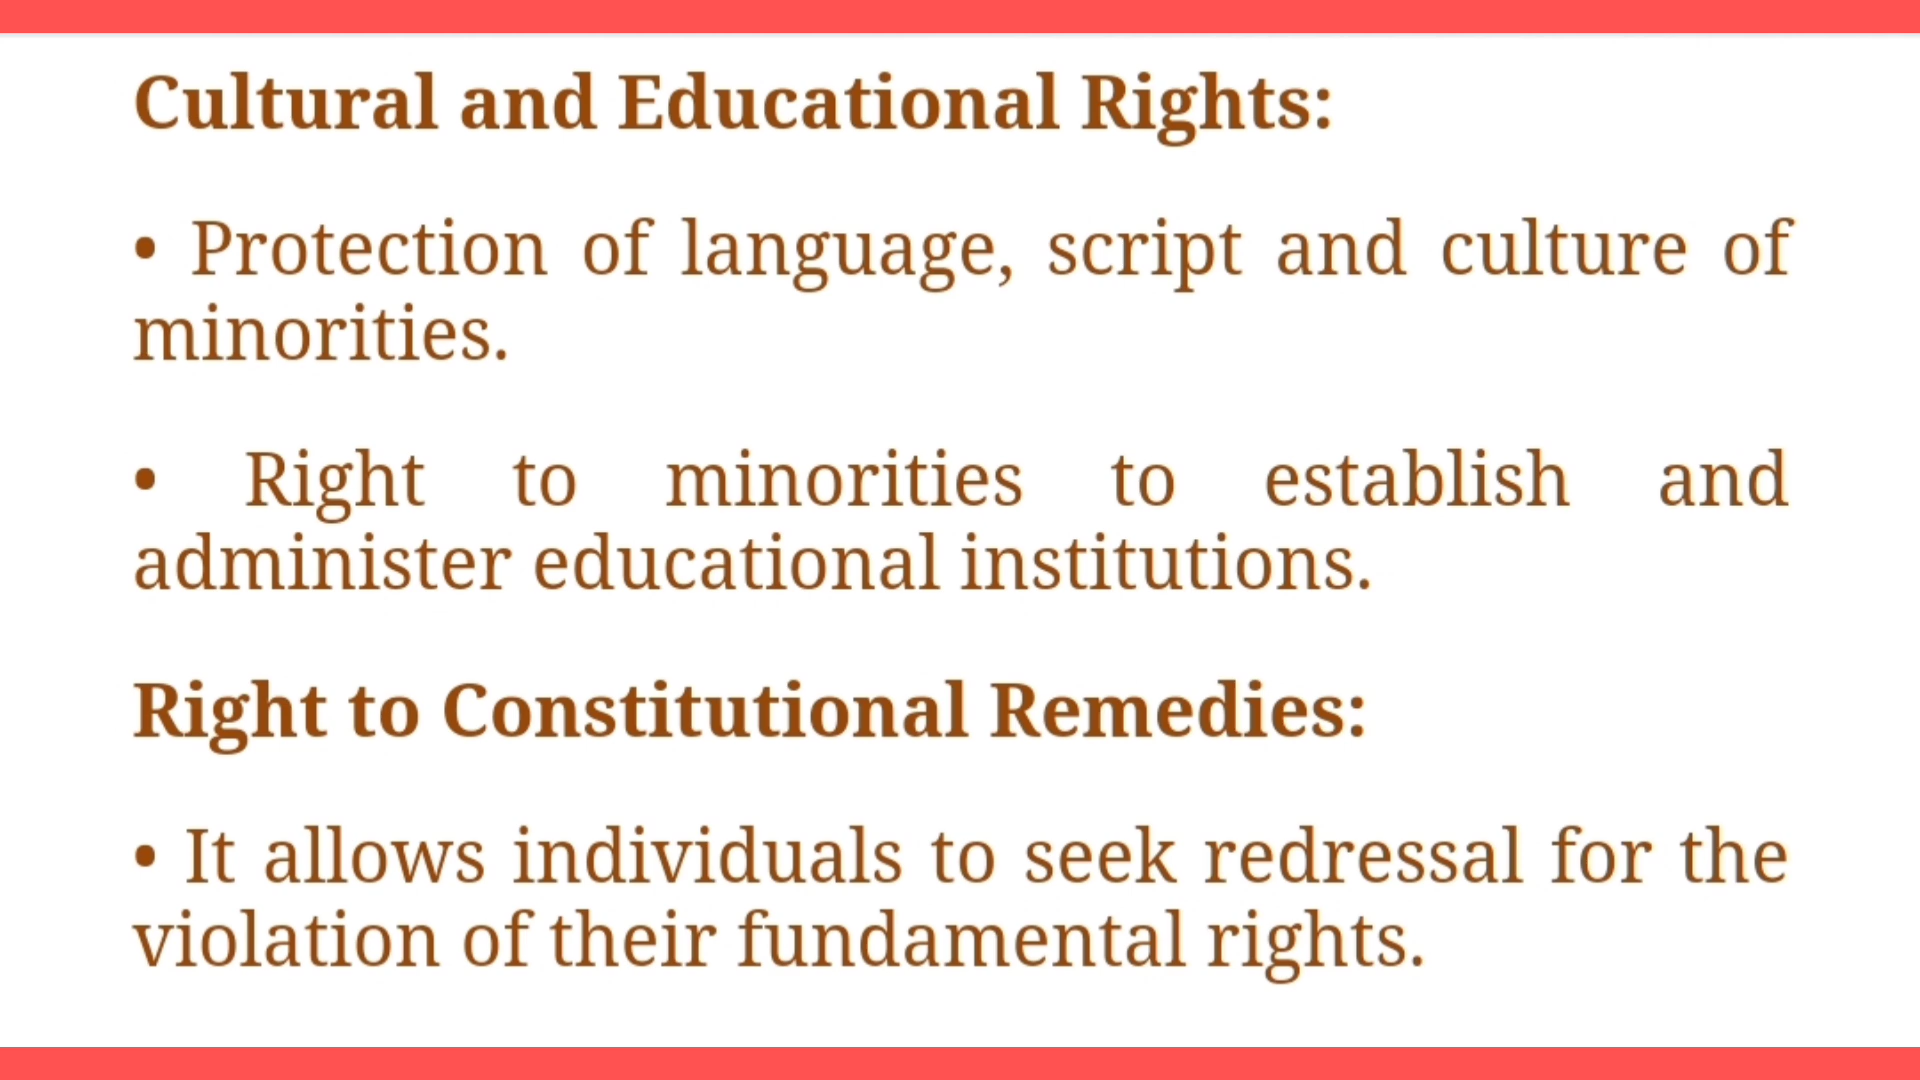 Cultural and Educational Rights:
• Protection of language, script and culture of
minorities.
• Right to minorities to establish and
administer educational institutions.
Right to Constitutional Remedies:
• It allows individuals to seek redressal for the
violation of their fundamental rights.